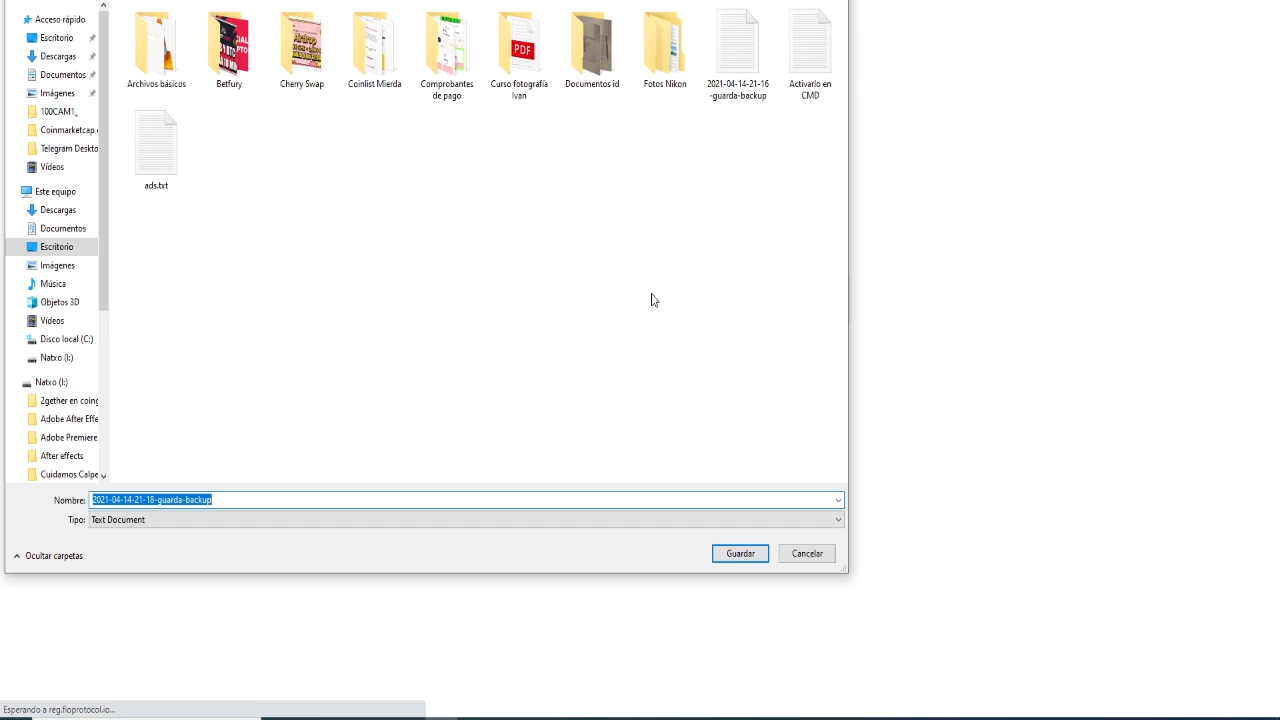 Acceso rápido
Escritorio
Descargas
Documentos
Imágenes
100CAM1_
Coinmarketcap
Telegram Deskto
Vídeos
Este equipo
Descargas
Documentos
Escritorio
Imágenes
Música
Objetos 3D
Vídeos
Disco local (C:)
Natxo (I:)
Natxo (I:)
2gether en coing
Adobe After Effe
Adobe Premiere
After effects
Cuidamos Calpe
Archivos básicos
Betfury
Cherry Swap
Coinlist Mierda
Comprobantes
de pago
PDF
Curso fotografía
Ivan
Documentos id
Fotos Nikon
2021-04-14-21-16
-guarda-backup
Activarlo en
CMD
ads.txt
Nombre: 2021-04-14-21-18-guarda-backup
Tipo: Text Document
Ocultar carpetas
Guardar
Cancelar
Esperando a reg.fioprotocol.io...